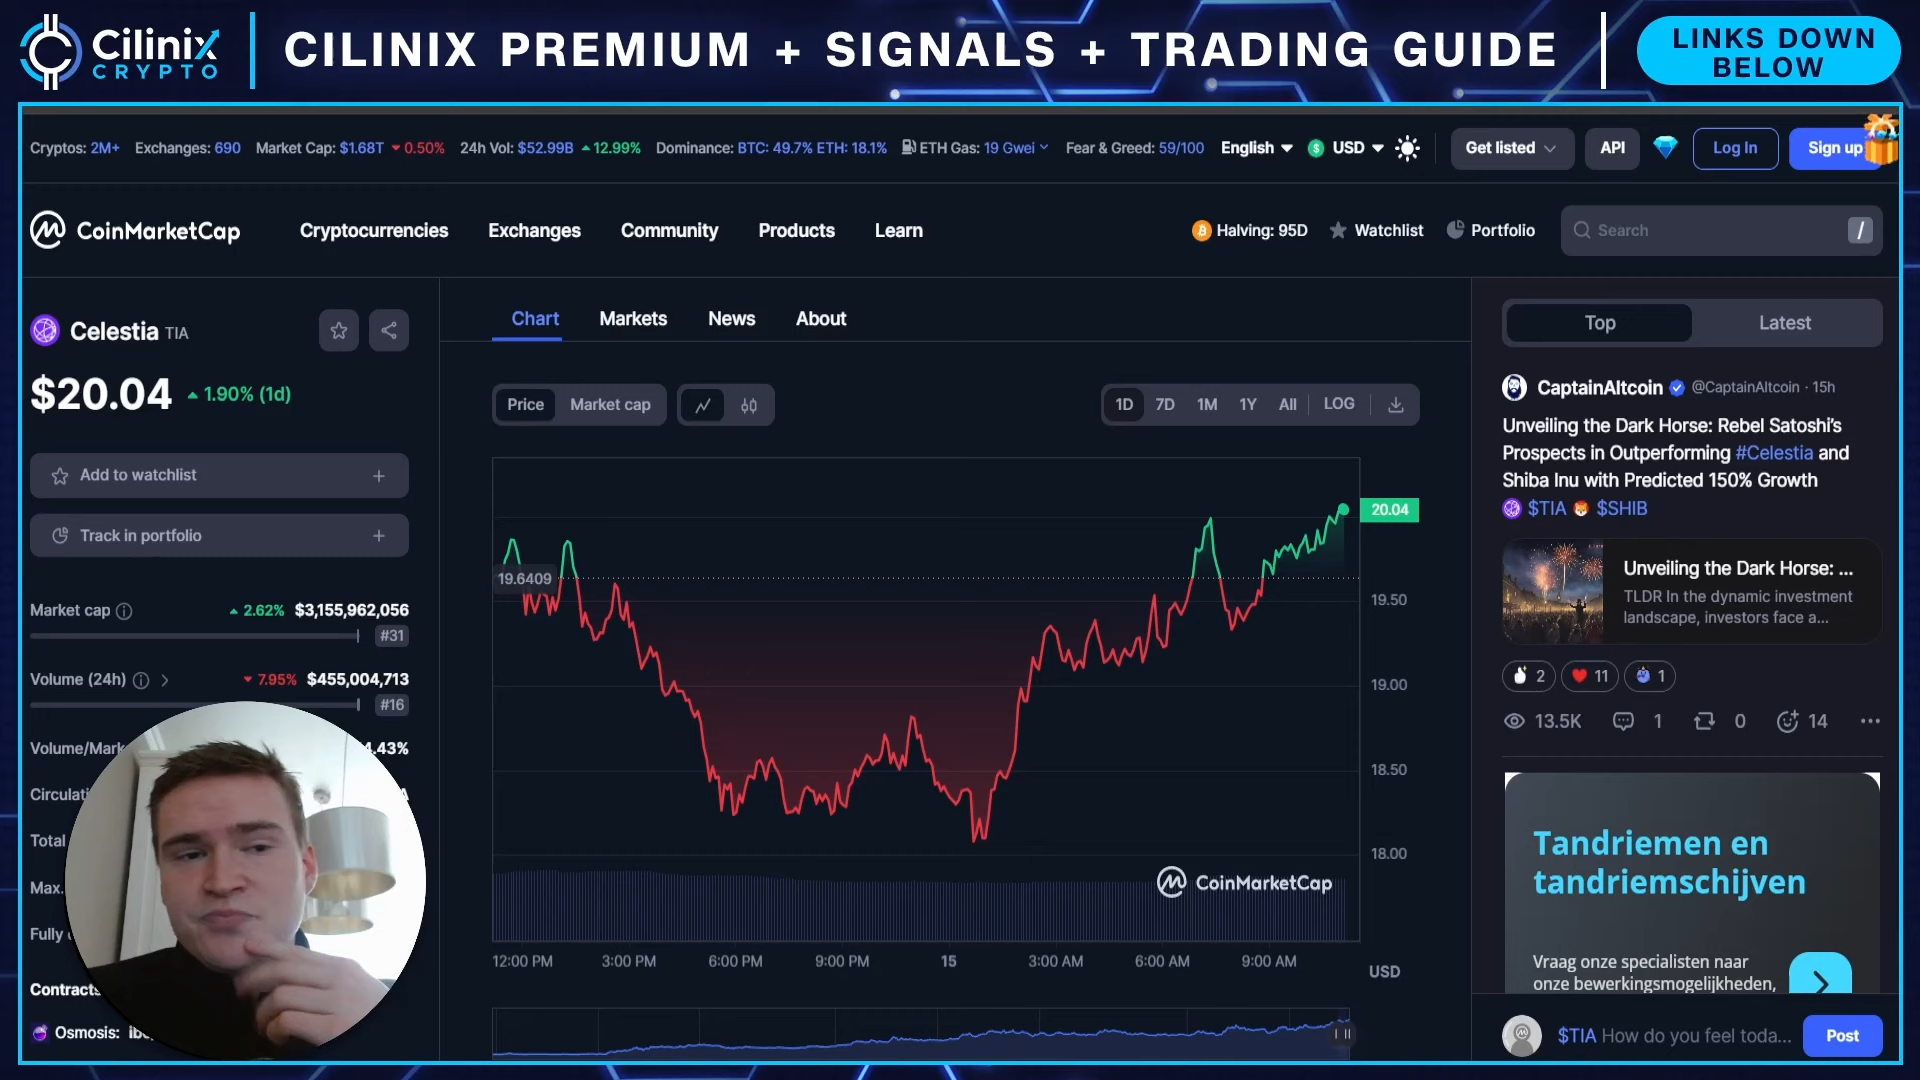 Cilinix
CRYPTO
CILINIX PREMIUM + SIGNALS + TRADING GUIDE
LINKS DOWN
BELOW
Cryptos: 2M+ Exchanges: 690 Market Cap: $1.68T 0.50% 24h Vol: $52.99B 12.99% Dominance: BTC: 49.7% ETH: 18.1% ETH Gas: 19 Gwei Fear & Greed: 59/100 English USD Get listed API Log In Sign up
CoinMarketCap Cryptocurrencies Exchanges Community Products Learn Halving: 95D Watchlist Portfolio Search /
Celestia TIA
$20.04 1.90% (1d)
Add to watchlist +
Track in portfolio +
Market cap 2.62% $3,155,962,056
#31
Volume (24h) 7.95% $455,004,713
#16
Total
Max.
Fully
Contracts
Osmosis:
Chart Markets News About
Price Market cap 1D 7D 1M 1Y All LOG
20.04
19.6409
19.50
19.00
18.50
18.00
CoinMarketCap
12:00 PM 3:00 PM 6:00 PM 9:00 PM 15 3:00 AM 6:00 AM 9:00 AM
USD
Top Latest
CaptainAltcoin @CaptainAltcoin · 15h
Unveiling the Dark Horse: Rebel Satoshi's
Prospects in Outperforming #Celestia and
Shiba Inu with Predicted 150% Growth
$TIA $SHIB
Unveiling the Dark Horse: ...
TLDR In the dynamic investment
landscape, investors face a...
2 11 1
13.5K 1 0 14
Tandriemen en
tandriemschijven
Vraag onze specialisten naar
onze bewerkingsmogelijkheden,
$TIA How do you feel toda... Post